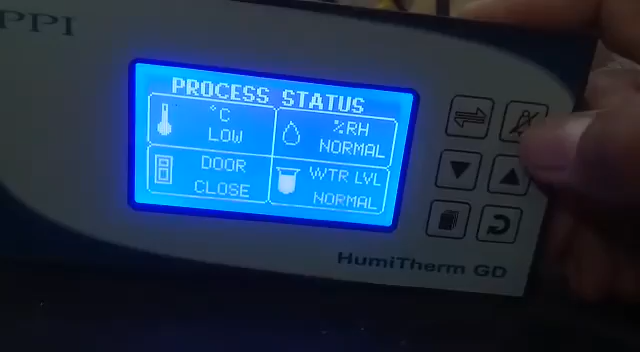 PPI
PROCESS STATUS
°C
LOW
%RH
NORMAL
DOOR
CLOSE
WTR LVL
NORMAL
HumiTherm GD